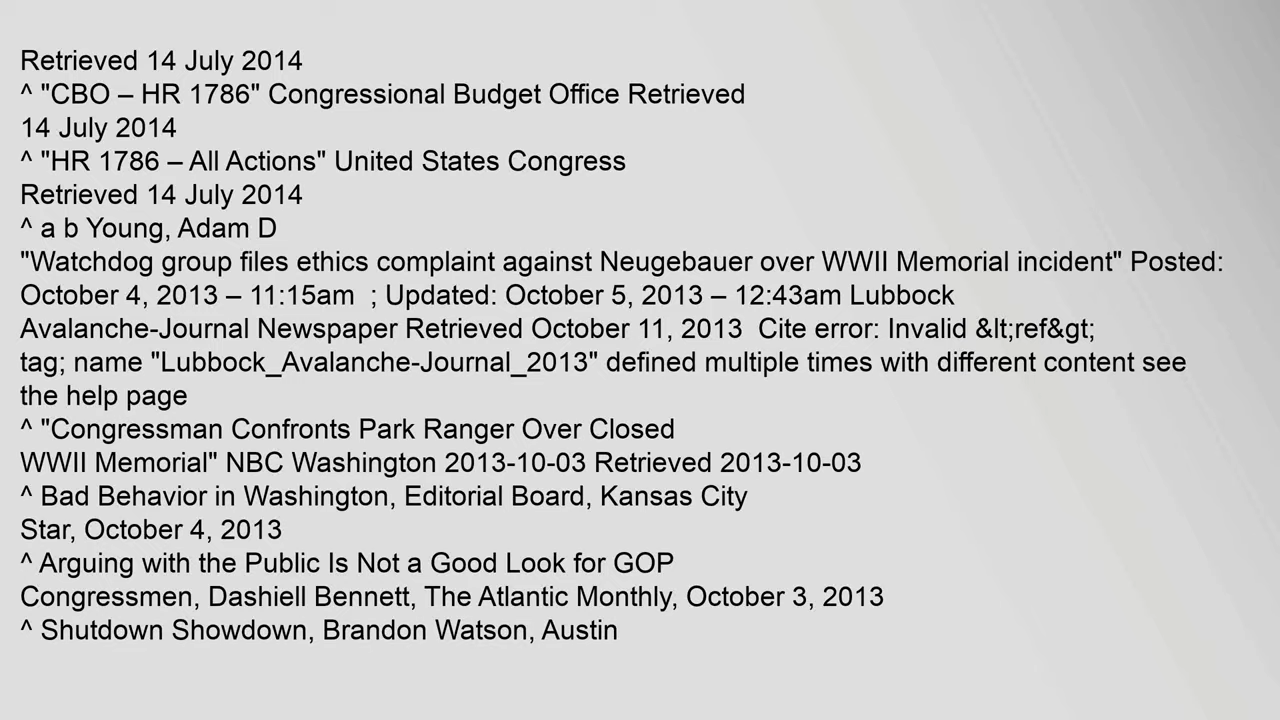 Retrieved 14 July 2014
^ "CBO – HR 1786" Congressional Budget Office Retrieved
14 July 2014
^ "HR 1786 – All Actions" United States Congress
Retrieved 14 July 2014
^ a b Young, Adam D
"Watchdog group files ethics complaint against Neugebauer over WWII Memorial incident" Posted:
October 4, 2013 – 11:15am  ; Updated: October 5, 2013 – 12:43am Lubbock
Avalanche-Journal Newspaper Retrieved October 11, 2013  Cite error: Invalid &lt;ref&gt;
tag; name "Lubbock_Avalanche-Journal_2013" defined multiple times with different content see
the help page
^ "Congressman Confronts Park Ranger Over Closed
WWII Memorial" NBC Washington 2013-10-03 Retrieved 2013-10-03
^ Bad Behavior in Washington, Editorial Board, Kansas City
Star, October 4, 2013
^ Arguing with the Public Is Not a Good Look for GOP
Congressmen, Dashiell Bennett, The Atlantic Monthly, October 3, 2013
^ Shutdown Showdown, Brandon Watson, Austin